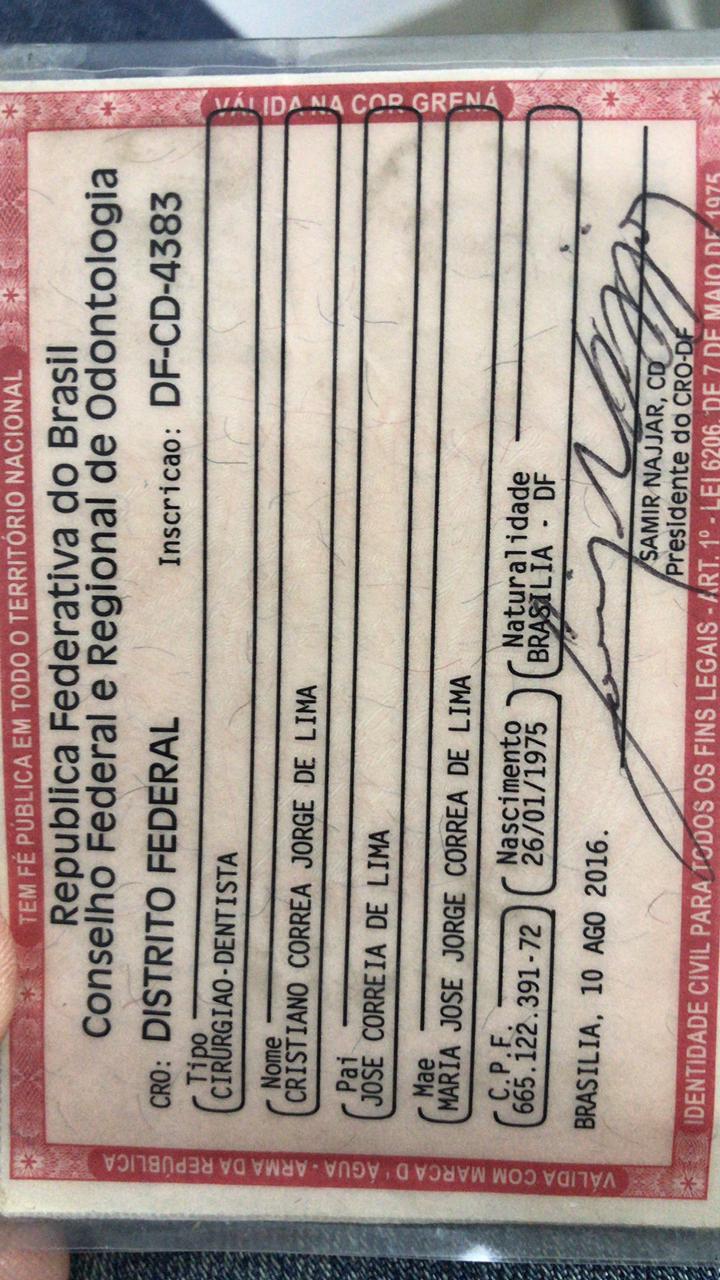 VÁLIDA NA COR GRENÁ
TEM FÉ PÚBLICA EM TODO O TERRITÓRIO NACIONAL
Republica Federativa do Brasil
Conselho Federal e Regional de Odontologia
CRO: DISTRITO FEDERAL Inscricao: DF-CD-4383
Tipo
CIRURGIAO-DENTISTA
Nome
CRISTIANO CORREA JORGE DE LIMA
Pai
JOSE CORREIA DE LIMA
Mae
MARIA JOSE JORGE CORREA DE LIMA
C.P.F. Nascimento Naturalidade
665.122.391-72 26/01/1975 BRASILIA - DF
BRASILIA, 10 AGO 2016.
SAMIR NAJJAR, CD
Presidente do CRO-DF
IDENTIDADE CIVIL PARA TODOS OS FINS LEGAIS - ART. 1º - LEI 6206, DE 7 DE MAIO DE 1975
VÁLIDA COM MARCA D'ÁGUA - ARMA DA REPÚBLICA